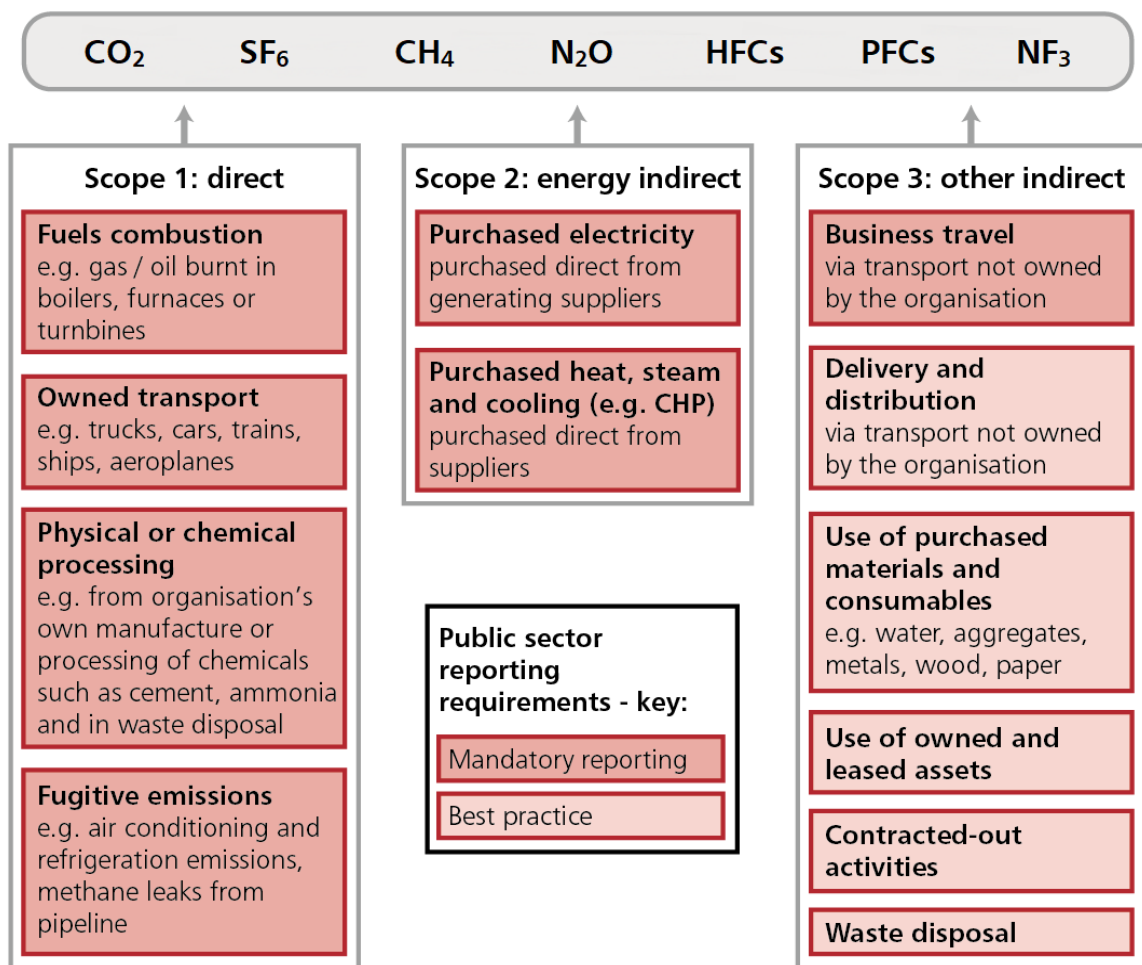 CO₂ SF₆ CH₄ N₂O HFCs PFCs NF₃
Scope 1: direct
Fuels combustion
e.g. gas / oil burnt in
boilers, furnaces or
turnbines
Owned transport
e.g. trucks, cars, trains,
ships, aeroplanes
Physical or chemical
processing
e.g. from organisation’s
own manufacture or
processing of chemicals
such as cement, ammonia
and in waste disposal
Fugitive emissions
e.g. air conditioning and
refrigeration emissions,
methane leaks from
pipeline
Scope 2: energy indirect
Purchased electricity
purchased direct from
generating suppliers
Purchased heat, steam
and cooling (e.g. CHP)
purchased direct from
suppliers
Public sector
reporting
requirements - key:
Mandatory reporting
Best practice
Scope 3: other indirect
Business travel
via transport not owned
by the organisation
Delivery and
distribution
via transport not owned
by the organisation
Use of purchased
materials and
consumables
e.g. water, aggregates,
metals, wood, paper
Use of owned and
leased assets
Contracted-out
activities
Waste disposal